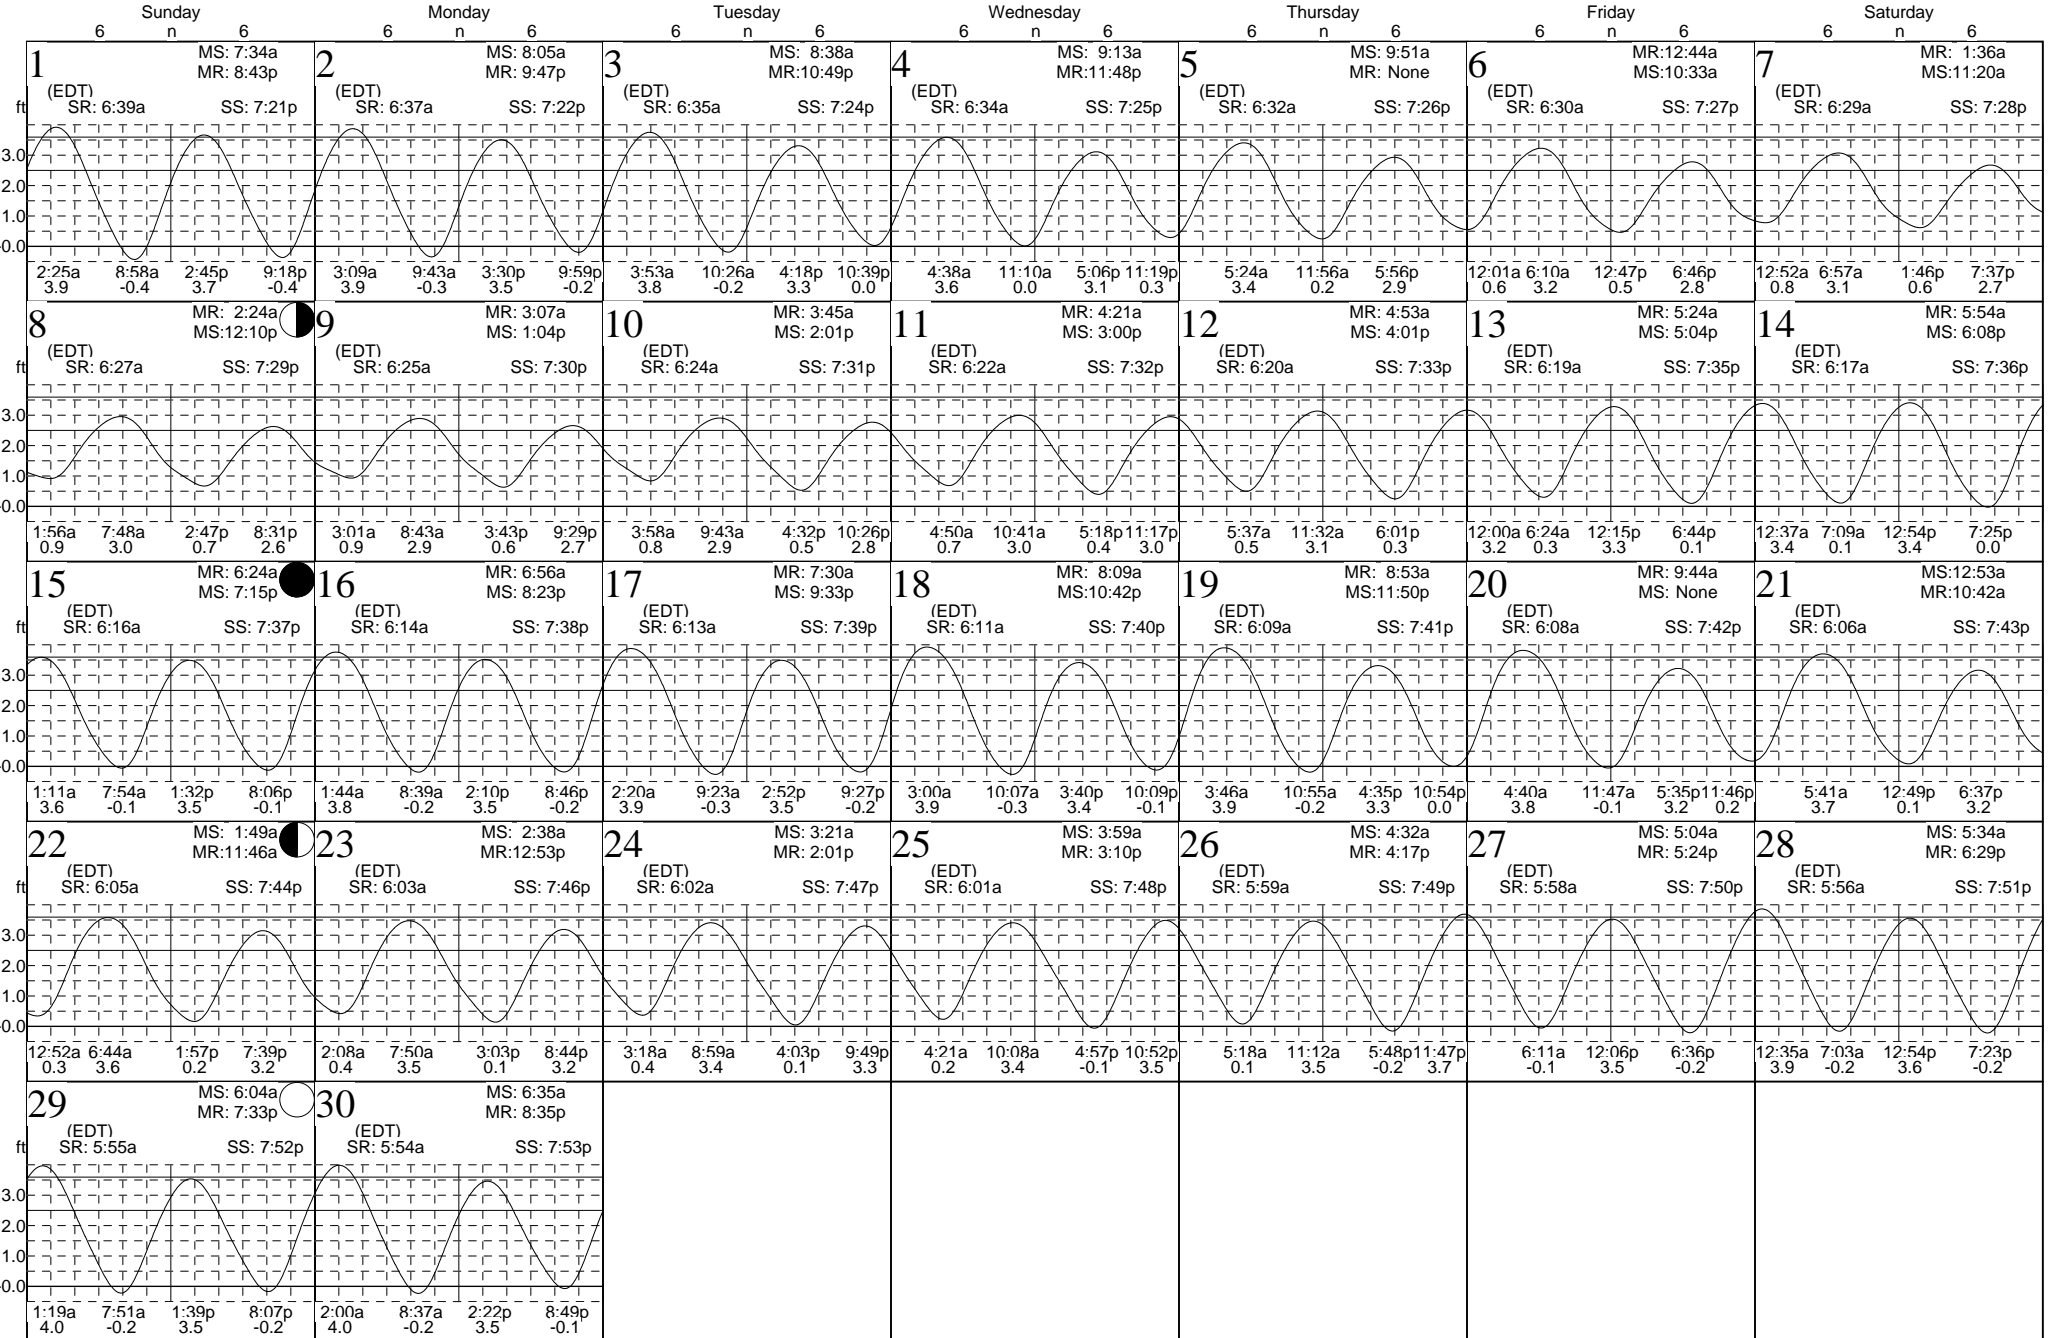 Sunday Monday Tuesday Wednesday Thursday Friday Saturday
6 n 6 6 n 6 6 n 6 6 n 6 6 n 6 6 n 6 6 n 6
1 MS: 7:34a 2 MS: 8:05a 3 MS: 8:38a 4 MS: 9:13a 5 MS: 9:51a 6 MR:12:44a 7 MR: 1:36a
MR: 8:43p MR: 9:47p MR:10:49p MR:11:48p MR: None MS:10:33a MS:11:20a
(EDT) (EDT) (EDT) (EDT) (EDT) (EDT) (EDT)
ft SR: 6:39a SS: 7:21p SR: 6:37a SS: 7:22p SR: 6:35a SS: 7:24p SR: 6:34a SS: 7:25p SR: 6:32a SS: 7:26p SR: 6:30a SS: 7:27p SR: 6:29a SS: 7:28p
3.0
2.0
1.0
-0.0
2:25a 8:58a 2:45p 9:18p 3:09a 9:43a 3:30p 9:59p 3:53a 10:26a 4:18p 10:39p 4:38a 11:10a 5:06p 11:19p 5:24a 11:56a 5:56p 12:01a 6:10a 12:47p 6:46p 12:52a 6:57a 1:46p 7:37p
3.9 -0.4 3.7 -0.4 3.9 -0.3 3.5 -0.2 3.8 -0.2 3.3 0.0 3.6 0.0 3.1 0.3 3.4 0.2 2.9 0.6 3.2 0.5 2.8 0.8 3.1 0.6 2.7
8 MR: 2:24a 9 MR: 3:07a 10 MR: 3:45a 11 MR: 4:21a 12 MR: 4:53a 13 MR: 5:24a 14 MR: 5:54a
MS:12:10p MS: 1:04p MS: 2:01p MS: 3:00p MS: 4:01p MS: 5:04p MS: 6:08p
(EDT) (EDT) (EDT) (EDT) (EDT) (EDT) (EDT)
ft SR: 6:27a SS: 7:29p SR: 6:25a SS: 7:30p SR: 6:24a SS: 7:31p SR: 6:22a SS: 7:32p SR: 6:20a SS: 7:33p SR: 6:19a SS: 7:35p SR: 6:17a SS: 7:36p
3.0
2.0
1.0
-0.0
1:56a 7:48a 2:47p 8:31p 3:01a 8:43a 3:43p 9:29p 3:58a 9:43a 4:32p 10:26p 4:50a 10:41a 5:18p 11:17p 5:37a 11:32a 6:01p 12:00a 6:24a 12:15p 6:44p 12:37a 7:09a 12:54p 7:25p
0.9 3.0 0.7 2.6 0.9 2.9 0.6 2.7 0.8 2.9 0.5 2.8 0.7 3.0 0.4 3.0 0.5 3.1 0.3 3.2 0.3 3.3 0.1 3.4 0.1 3.4 0.0
15 MR: 6:24a 16 MR: 6:56a 17 MR: 7:30a 18 MR: 8:09a 19 MR: 8:53a 20 MR: 9:44a 21 MS:12:53a
MS: 7:15p MS: 8:23p MS: 9:33p MS:10:42p MS:11:50p MS: None MR:10:42a
(EDT) (EDT) (EDT) (EDT) (EDT) (EDT) (EDT)
ft SR: 6:16a SS: 7:37p SR: 6:14a SS: 7:38p SR: 6:13a SS: 7:39p SR: 6:11a SS: 7:40p SR: 6:09a SS: 7:41p SR: 6:08a SS: 7:42p SR: 6:06a SS: 7:43p
3.0
2.0
1.0
-0.0
1:11a 7:54a 1:32p 8:06p 1:44a 8:39a 2:10p 8:46p 2:20a 9:23a 2:52p 9:27p 3:00a 10:07a 3:40p 10:09p 3:46a 10:55a 4:35p 10:54p 4:40a 11:47a 5:35p 11:46p 5:41a 12:49p 6:37p
3.6 -0.1 3.5 -0.1 3.8 -0.2 3.5 -0.2 3.9 -0.3 3.5 -0.2 3.9 -0.3 3.4 -0.1 3.9 -0.2 3.3 0.0 3.8 -0.1 3.2 0.2 3.7 0.1 3.2
22 MS: 1:49a 23 MS: 2:38a 24 MS: 3:21a 25 MS: 3:59a 26 MS: 4:32a 27 MS: 5:04a 28 MS: 5:34a
MR:11:46a MR:12:53p MR: 2:01p MR: 3:10p MR: 4:17p MR: 5:24p MR: 6:29p
(EDT) (EDT) (EDT) (EDT) (EDT) (EDT) (EDT)
ft SR: 6:05a SS: 7:44p SR: 6:03a SS: 7:46p SR: 6:02a SS: 7:47p SR: 6:01a SS: 7:48p SR: 5:59a SS: 7:49p SR: 5:58a SS: 7:50p SR: 5:56a SS: 7:51p
3.0
2.0
1.0
-0.0
12:52a 6:44a 1:57p 7:39p 2:08a 7:50a 3:03p 8:44p 3:18a 8:59a 4:03p 9:49p 4:21a 10:08a 4:57p 10:52p 5:18a 11:12a 5:48p 11:47p 6:11a 12:06p 6:36p 12:35a 7:03a 12:54p 7:23p
0.3 3.6 0.2 3.2 0.4 3.5 0.1 3.2 0.4 3.4 0.1 3.3 0.2 3.4 -0.1 3.5 0.1 3.5 -0.2 3.7 -0.1 3.5 -0.2 3.9 -0.2 3.6 -0.2
29 MS: 6:04a 30 MS: 6:35a
MR: 7:33p MR: 8:35p
(EDT) (EDT)
ft SR: 5:55a SS: 7:52p SR: 5:54a SS: 7:53p
3.0
2.0
1.0
-0.0
1:19a 7:51a 1:39p 8:07p 2:00a 8:37a 2:22p 8:49p
4.0 -0.2 3.5 -0.2 4.0 -0.2 3.5 -0.1